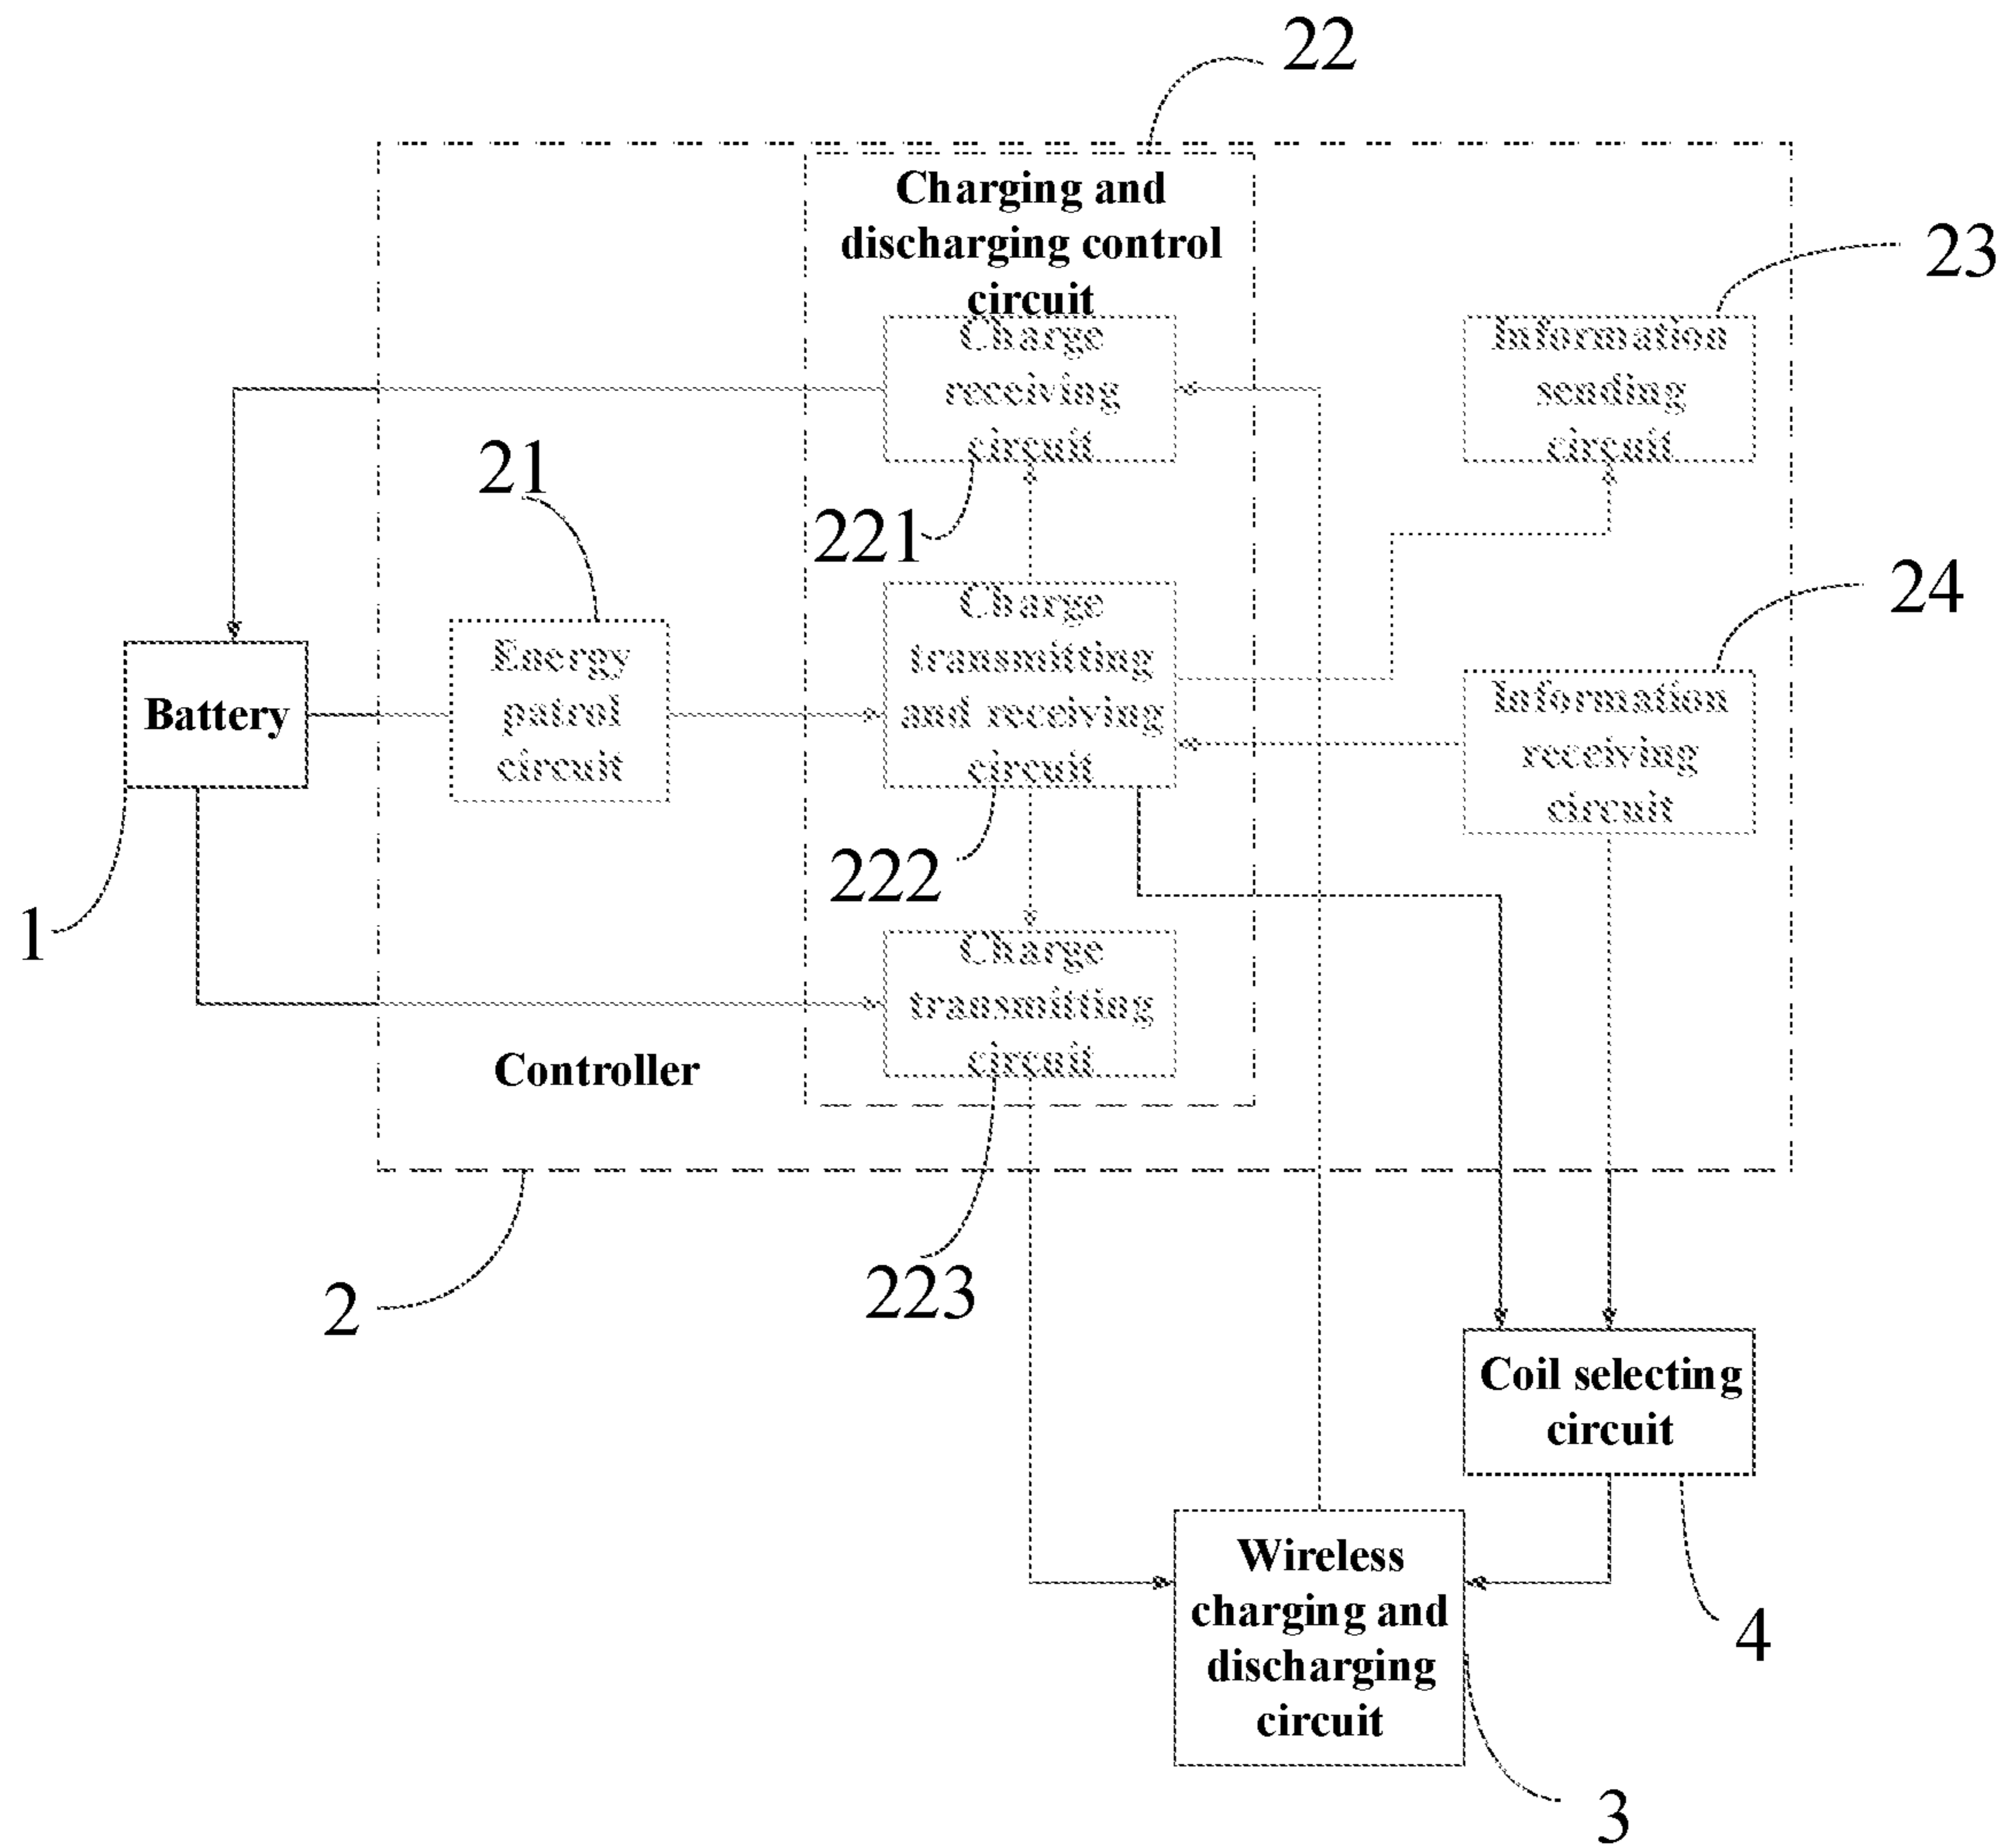 22
Charging and
discharging control
circuit
23
Charge
receiving
circuit
Information
sending
circuit
21
221
24
Battery
Energy
patrol
circuit
Charge
transmitting
and receiving
circuit
Information
receiving
circuit
222
1
Charge
transmitting
circuit
Controller
2
223
Coil selecting
circuit
Wireless
charging and
discharging
circuit
4
3